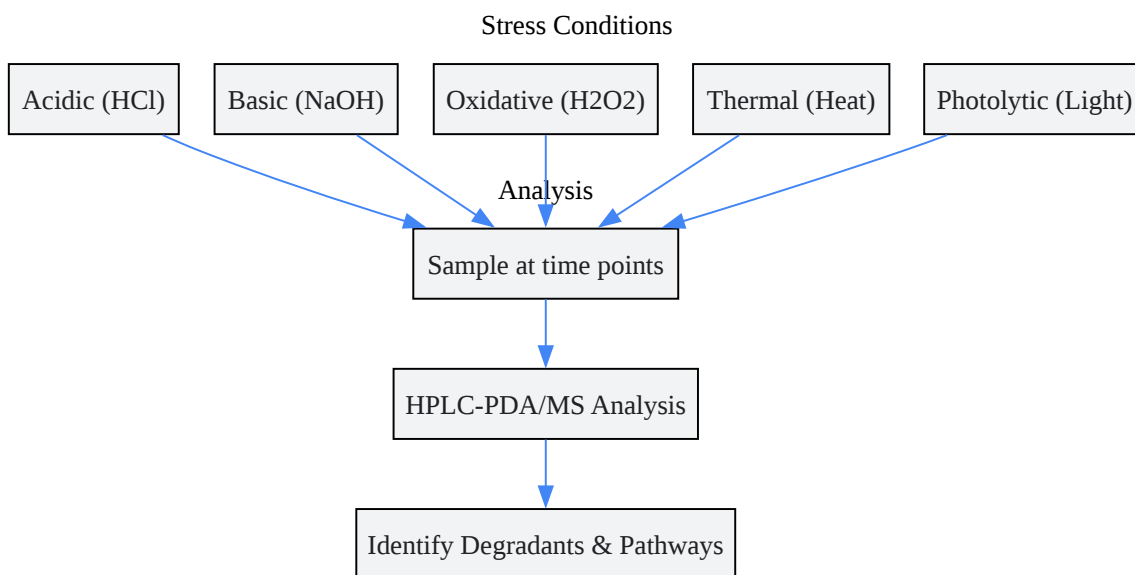 Stress Conditions
Acidic (HCl)
Basic (NaOH)
Oxidative (H2O2)
Thermal (Heat)
Photolytic (Light)
Analysis
Sample at time points
HPLC-PDA/MS Analysis
Identify Degradants & Pathways